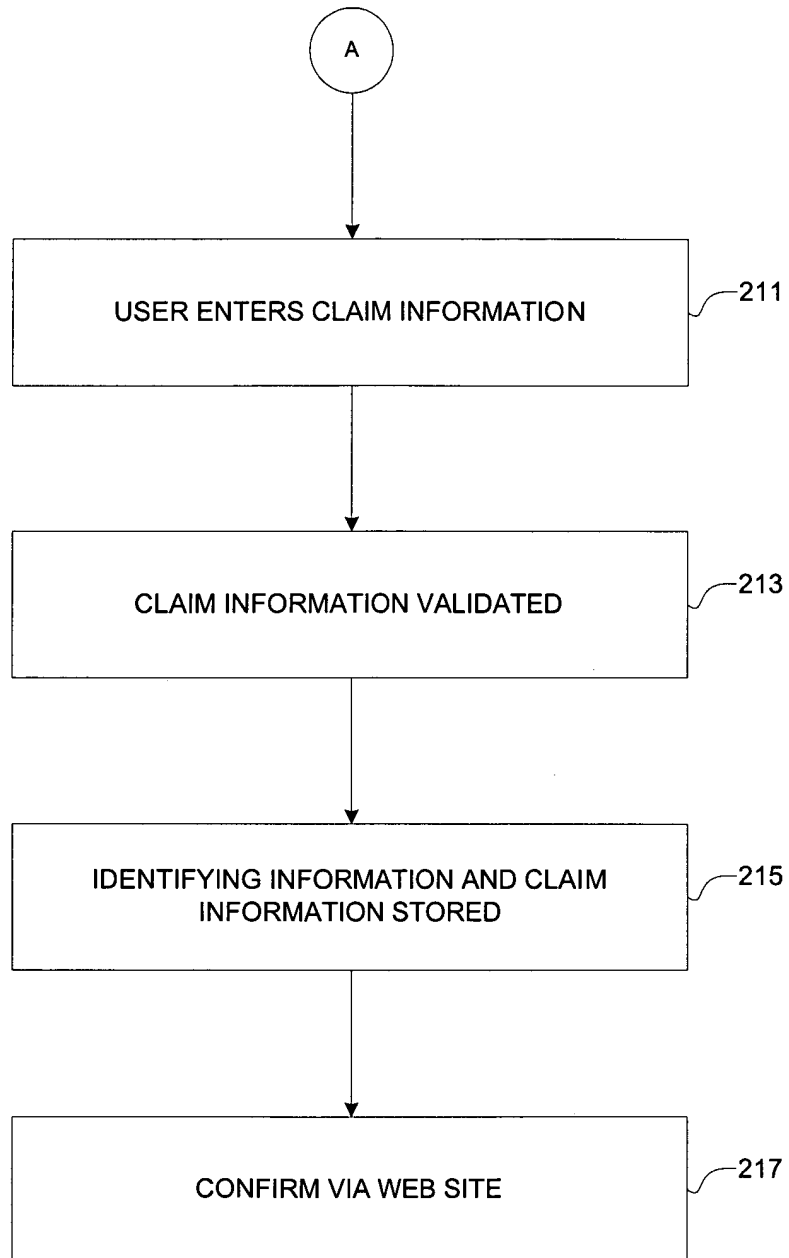 A
USER ENTERS CLAIM INFORMATION
211
CLAIM INFORMATION VALIDATED
213
IDENTIFYING INFORMATION AND CLAIM
INFORMATION STORED
215
CONFIRM VIA WEB SITE
217